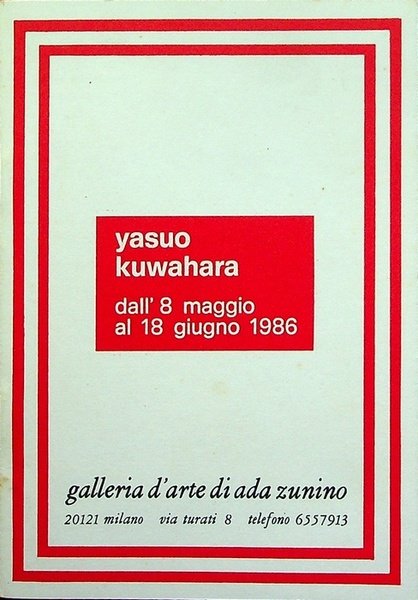 yasuo
kuwahara
dall' 8 maggio
al 18 giugno 1986
galleria d'arte di ada zunino
20121 milano via turati 8 telefono 6557913